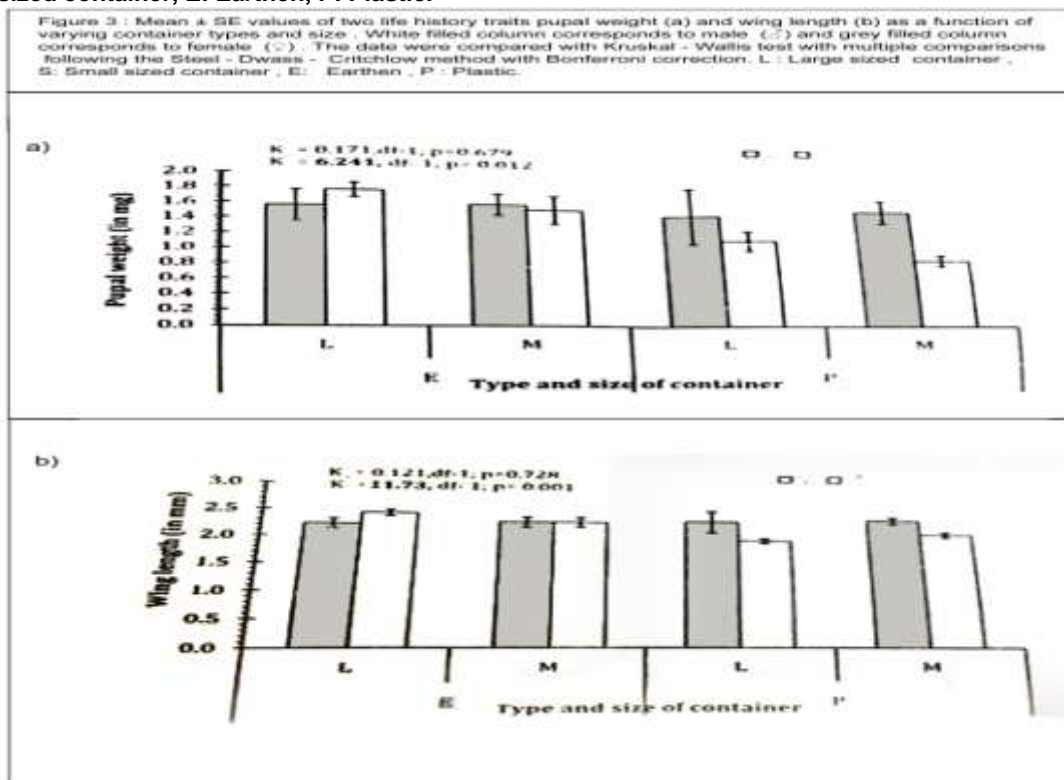 sized container, E: Earthen, P: Plastic.
Figure 3 : Mean ± SE values of two life history traits pupal weight (a) and wing length (b) as a function of
varying container types and size . White filled column corresponds to male (♂) and grey filled column
corresponds to female (♀) . The date were compared with Kruskal - Wallis test with multiple comparisons
following the Steel - Dwass - Critchlow method with Bonferroni correction. L : Large sized container ,
S: Small sized container , E: Earthen , P : Plastic.
a)
K = 0.171,df-1, p=0.679
K = 6.241, df- 1, p= 0.012
2.0
1.8
1.6
1.4
1.2
1.0
0.8
0.6
0.4
0.2
0.0
Pupal weight (in mg)
L M L M
E Type and size of container P
b)
K = 0.121,df-1, p=0.728
K =11.73, df- 1, p= 0.001
3.0
2.5
2.0
1.5
1.0
0.5
0.0
Wing length (in mm)
L M L M
E Type and size of container P